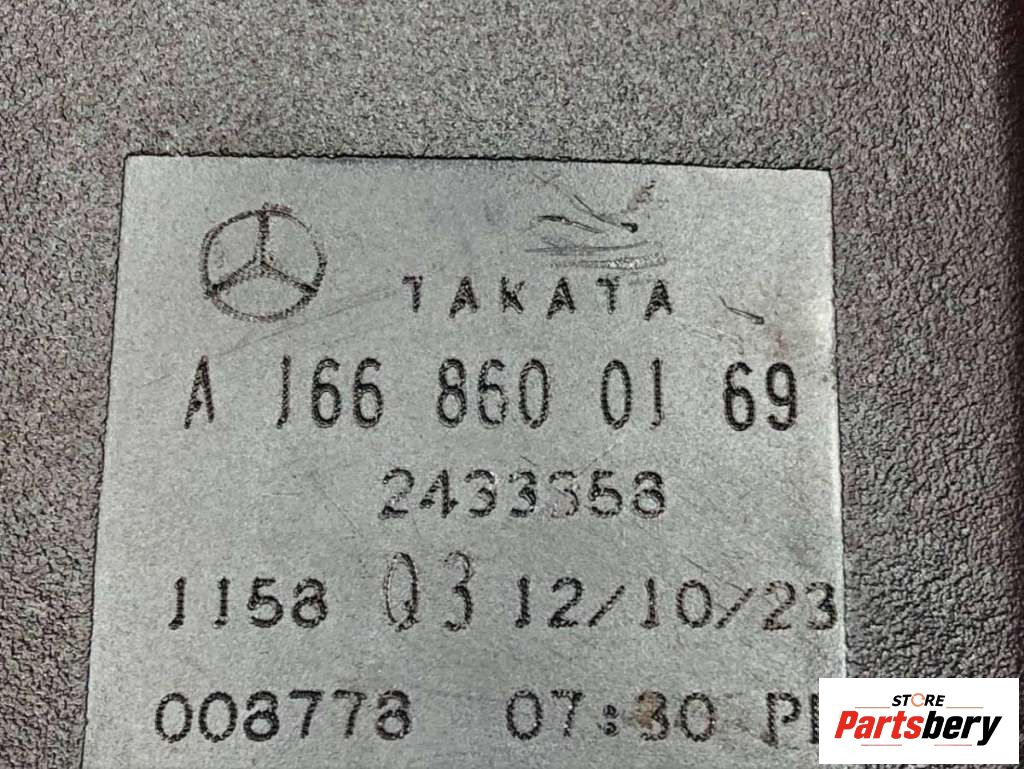 TAKATA
A 166 860 01 69
2433358
1158 Q3 12/10/23
008778 07:30
STORE
Partsbery